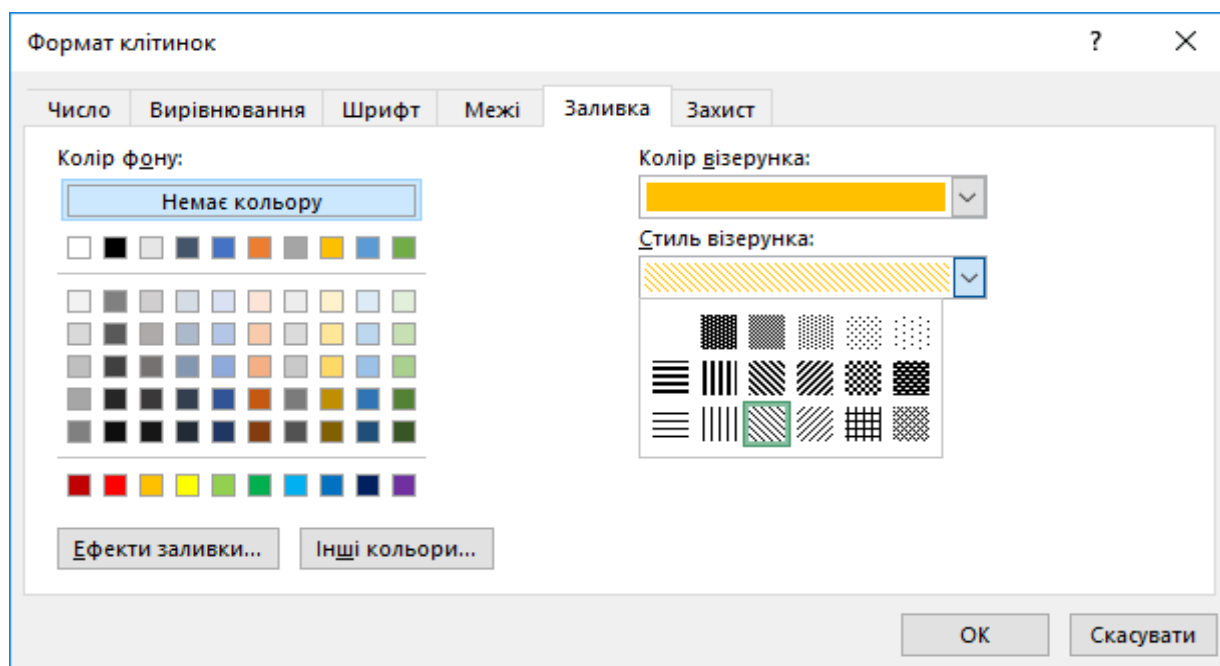 Формат клітинок
?
Число Вирівнювання Шрифт Межі Заливка Захист
Колір фону:
Немає кольору
Колір візерунка:
Стиль візерунка:
Ефекти заливки... Інші кольори...
ОК Скасувати